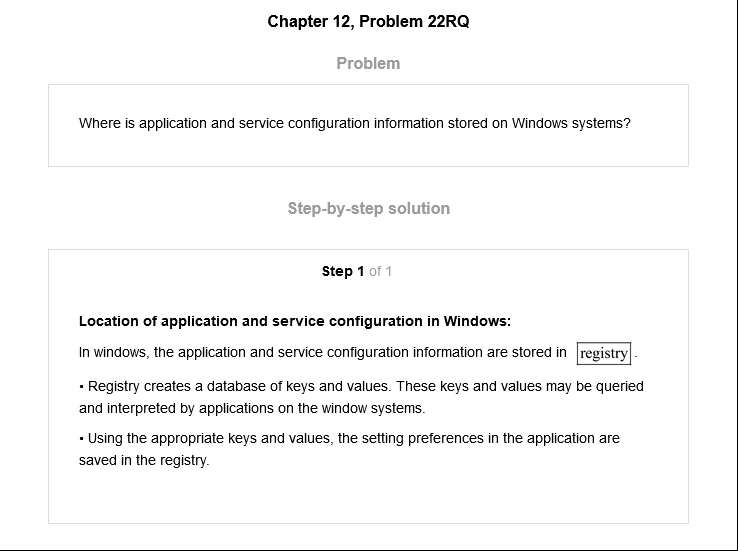 Chapter 12, Problem 22RQ
Problem
Where is application and service configuration information stored on Windows systems?
Step-by-step solution
Step 1 of 1
Location of application and service configuration in Windows:
In windows, the application and service configuration information are stored in registry.
• Registry creates a database of keys and values. These keys and values may be queried
and interpreted by applications on the window systems.
• Using the appropriate keys and values, the setting preferences in the application are
saved in the registry.